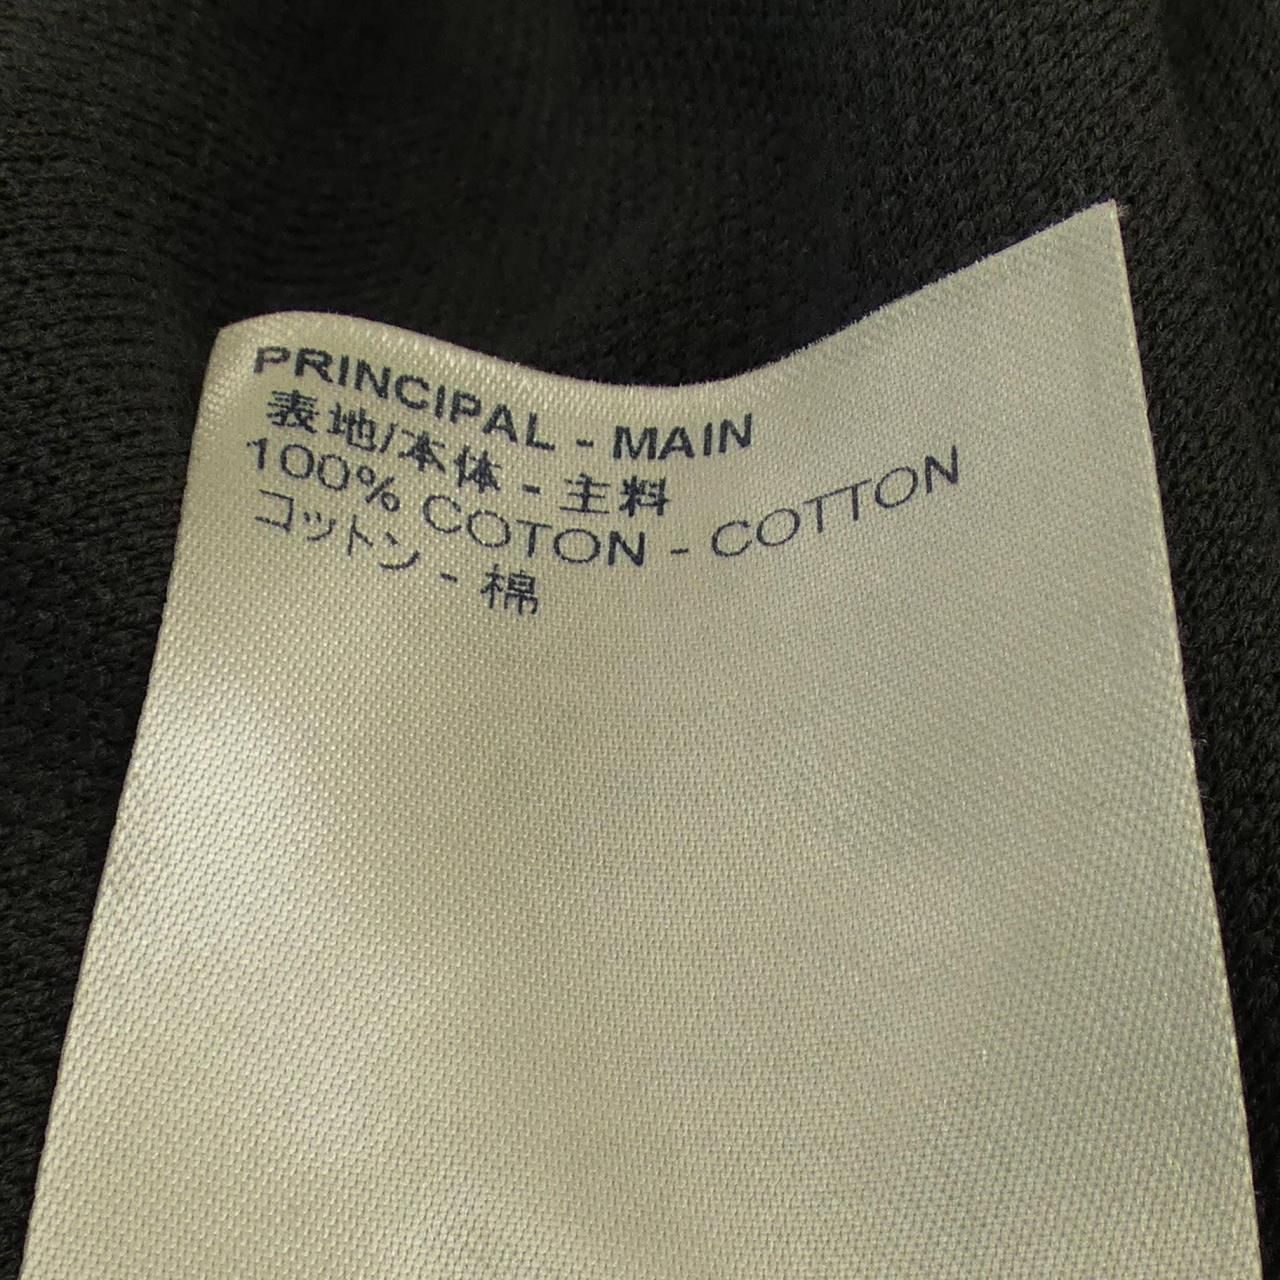 PRINCIPAL - MAIN
表地/本体 - 主料
100% COTON - COTTON
コットン - 棉